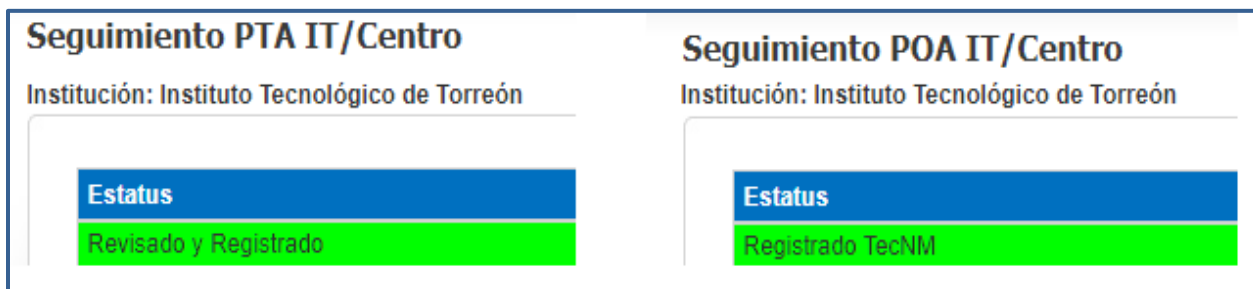 Seguimiento PTA IT/Centro
Institución: Instituto Tecnológico de Torreón
Estatus
Revisado y Registrado
Seguimiento POA IT/Centro
Institución: Instituto Tecnológico de Torreón
Estatus
Registrado TecNM